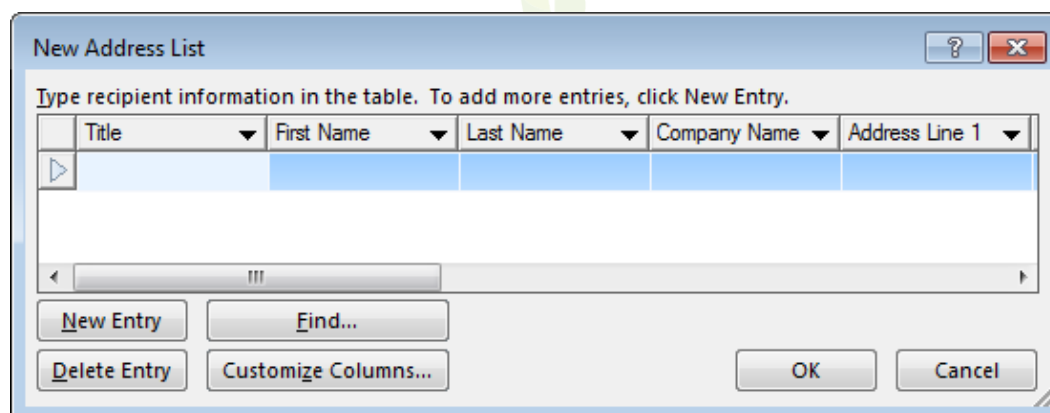 New Address List
Type recipient information in the table. To add more entries, click New Entry.
Title First Name Last Name Company Name Address Line 1
New Entry Find...
Delete Entry Customize Columns... OK Cancel